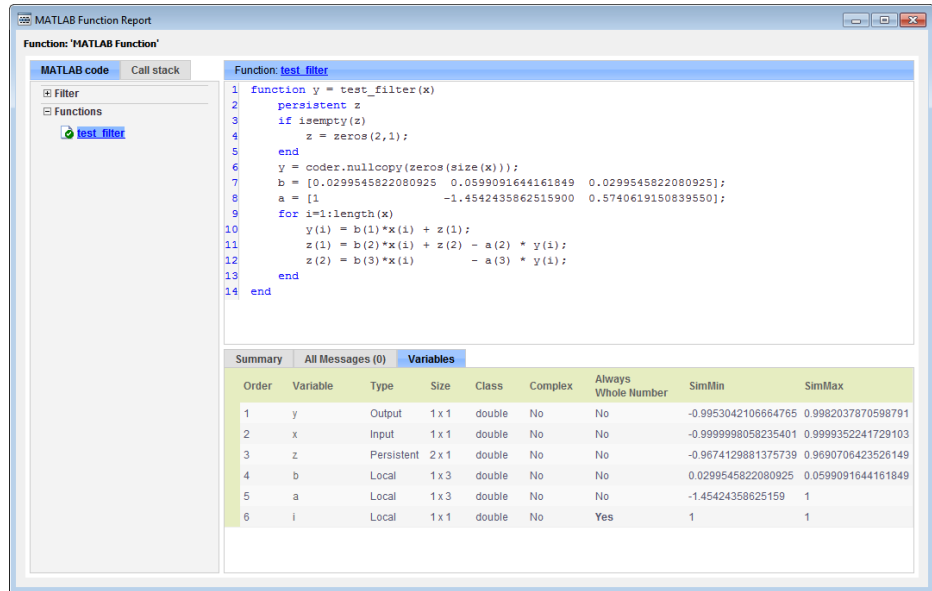 MATLAB Function Report
Function: 'MATLAB Function'
MATLAB code Call stack
Filter
Functions
test_filter
Function: test_filter
1 function y = test_filter(x)
2 persistent z
3 if isempty(z)
4 z = zeros(2,1);
5 end
6 y = coder.nullcopy(zeros(size(x)));
7 b = [0.0299545822080925 0.0599091644161849 0.0299545822080925];
8 a = [1 -1.4542435862515900 0.5740619150839550];
9 for i=1:length(x)
10 y(i) = b(1)*x(i) + z(1);
11 z(1) = b(2)*x(i) + z(2) - a(2) * y(i);
12 z(2) = b(3)*x(i) - a(3) * y(i);
13 end
14 end
Summary All Messages (0) Variables
Order Variable Type Size Class Complex Always Whole Number SimMin SimMax
1 y Output 1 x 1 double No No -0.9953042106664765 0.9982037870598791
2 x Input 1 x 1 double No No -0.9999998058235401 0.9999352241729103
3 z Persistent 2 x 1 double No No -0.9674129881375739 0.9690706423526149
4 b Local 1 x 3 double No No 0.0299545822080925 0.0599091644161849
5 a Local 1 x 3 double No No -1.45424358625159 1
6 i Local 1 x 1 double No Yes 1 1